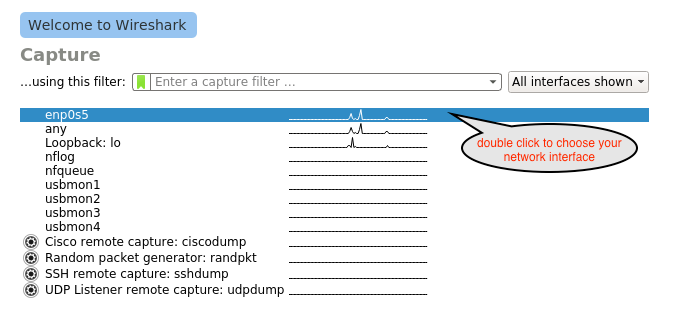 Welcome to Wireshark
Capture
...using this filter: Enter a capture filter ... All interfaces shown
enp0s5
any
Loopback: lo
nflog
nfqueue
usbmon1
usbmon2
usbmon3
usbmon4
Cisco remote capture: ciscodump
Random packet generator: randpkt
SSH remote capture: sshdump
UDP Listener remote capture: udpdump
double click to choose your
network interface